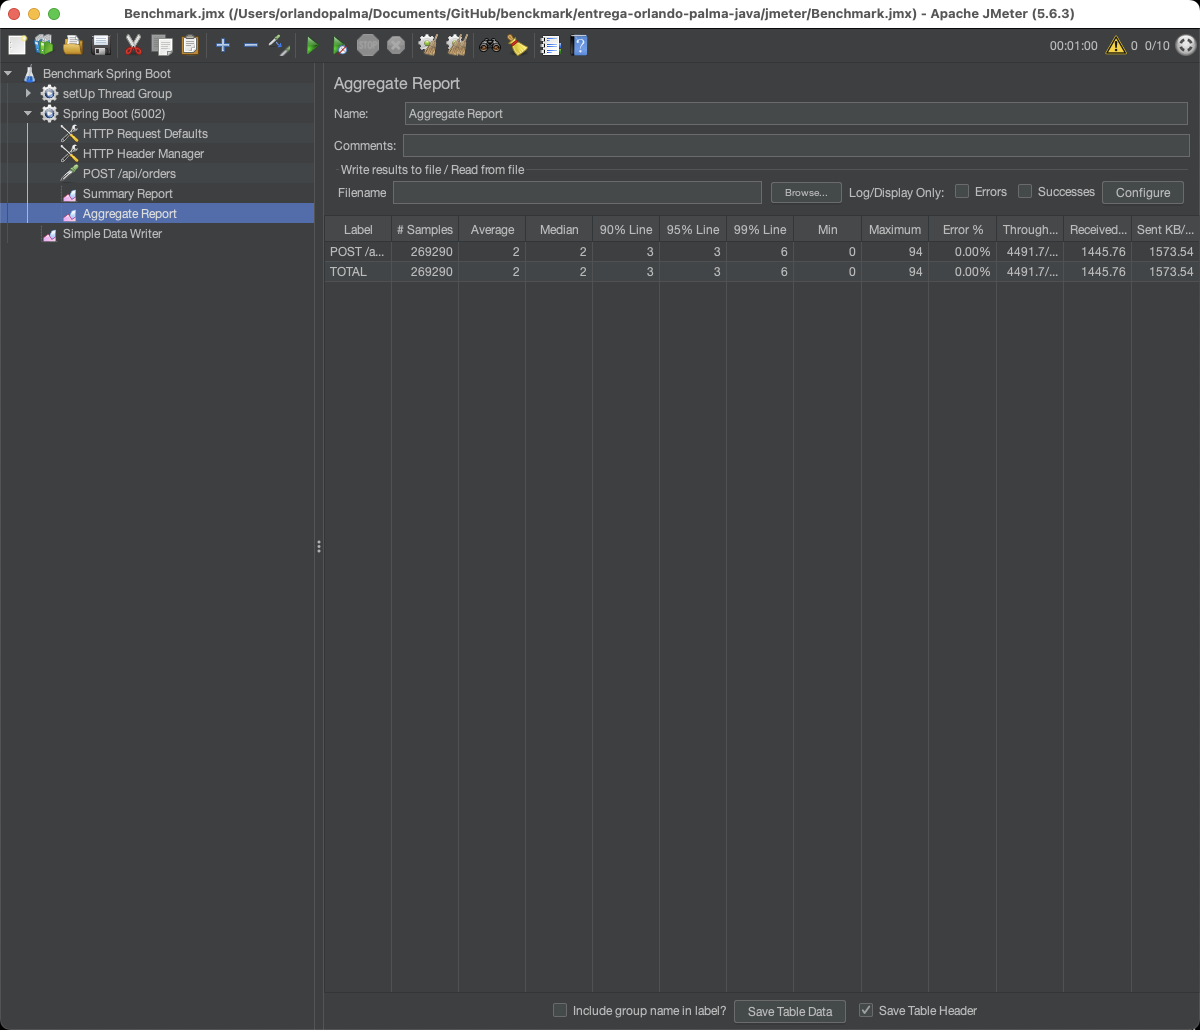 Benchmark.jmx (/Users/orlandopalma/Documents/GitHub/benckmark/entrega-orlando-palma-java/jmeter/Benchmark.jmx) - Apache JMeter (5.6.3)
STOP 00:01:00 0 0/10
Benchmark Spring Boot
setUp Thread Group
Spring Boot (5002)
HTTP Request Defaults
HTTP Header Manager
POST /api/orders
Summary Report
Aggregate Report
Simple Data Writer
Aggregate Report
Name: Aggregate Report
Comments:
Write results to file / Read from file
Filename Browse... Log/Display Only: Errors Successes Configure
Label # Samples Average Median 90% Line 95% Line 99% Line Min Maximum Error % Through... Received... Sent KB/...
POST /a... 269290 2 2 3 3 6 0 94 0.00% 4491.7/... 1445.76 1573.54
TOTAL 269290 2 2 3 3 6 0 94 0.00% 4491.7/... 1445.76 1573.54
Include group name in label? Save Table Data Save Table Header